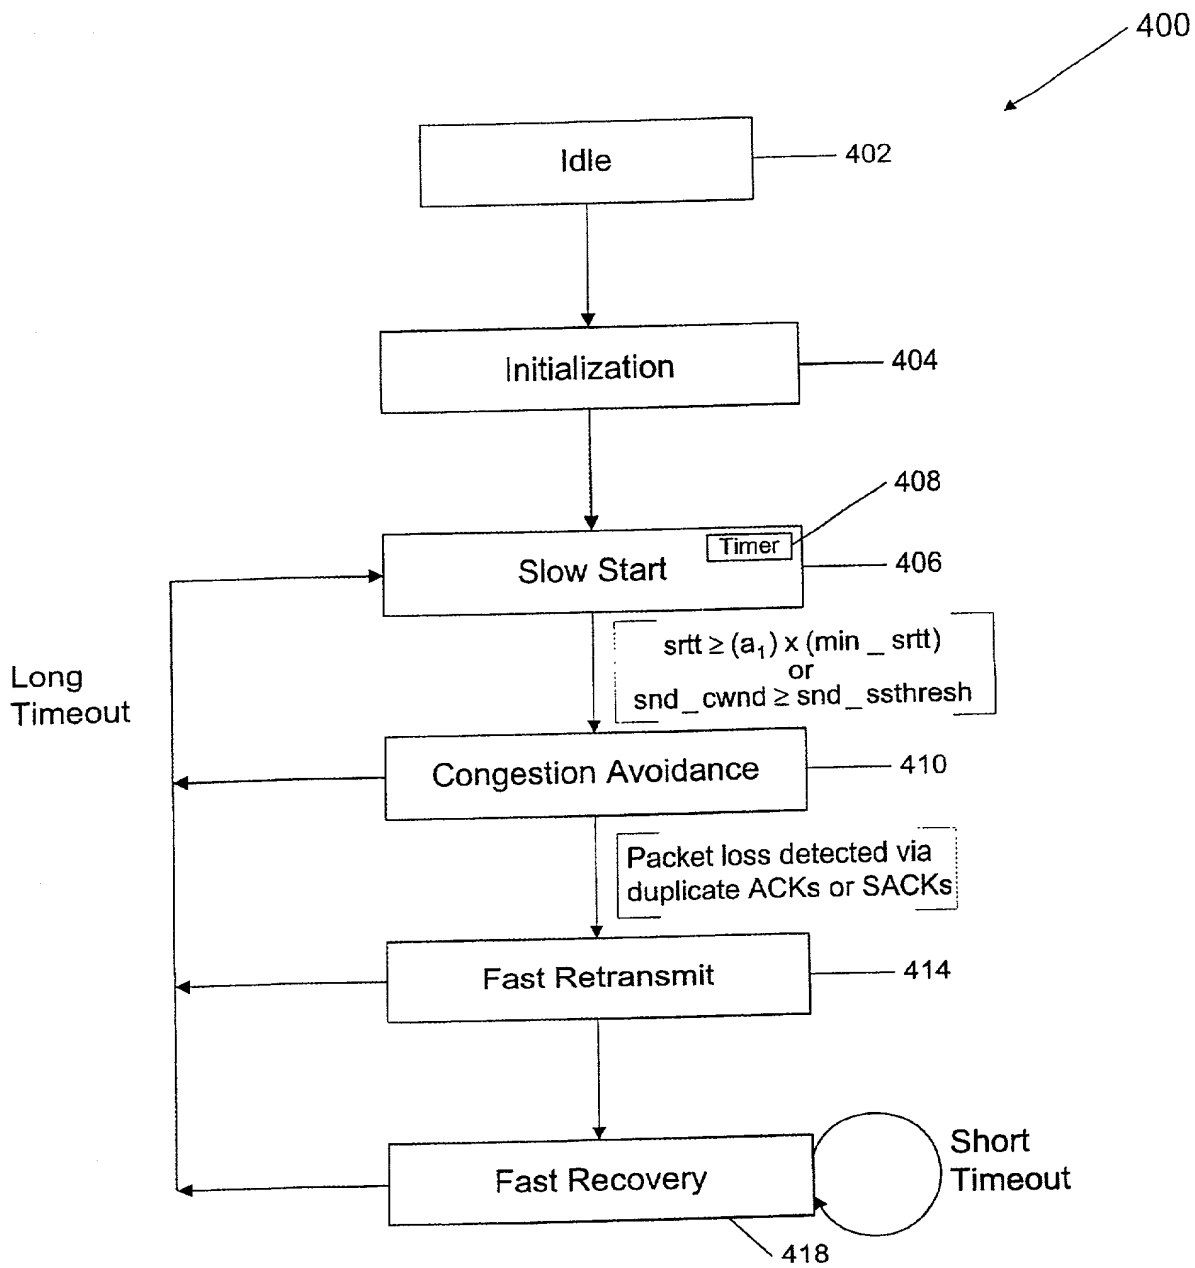 400
Idle
402
Initialization
404
408
Timer
Slow Start
406
srtt ≥ (a₁) x (min _ srtt)
or
snd _ cwnd ≥ snd _ ssthresh
Long
Timeout
Congestion Avoidance
410
Packet loss detected via
duplicate ACKs or SACKs
Fast Retransmit
414
Short
Timeout
Fast Recovery
418